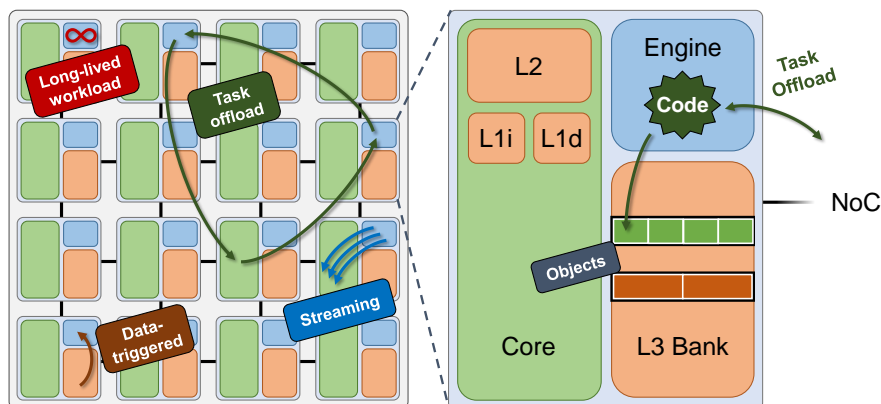 ∞
Long-lived
workload
Task
offload
Streaming
Data-
triggered
L2
L1i
L1d
Core
Engine
Code
Task
Offload
NoC
Objects
L3 Bank